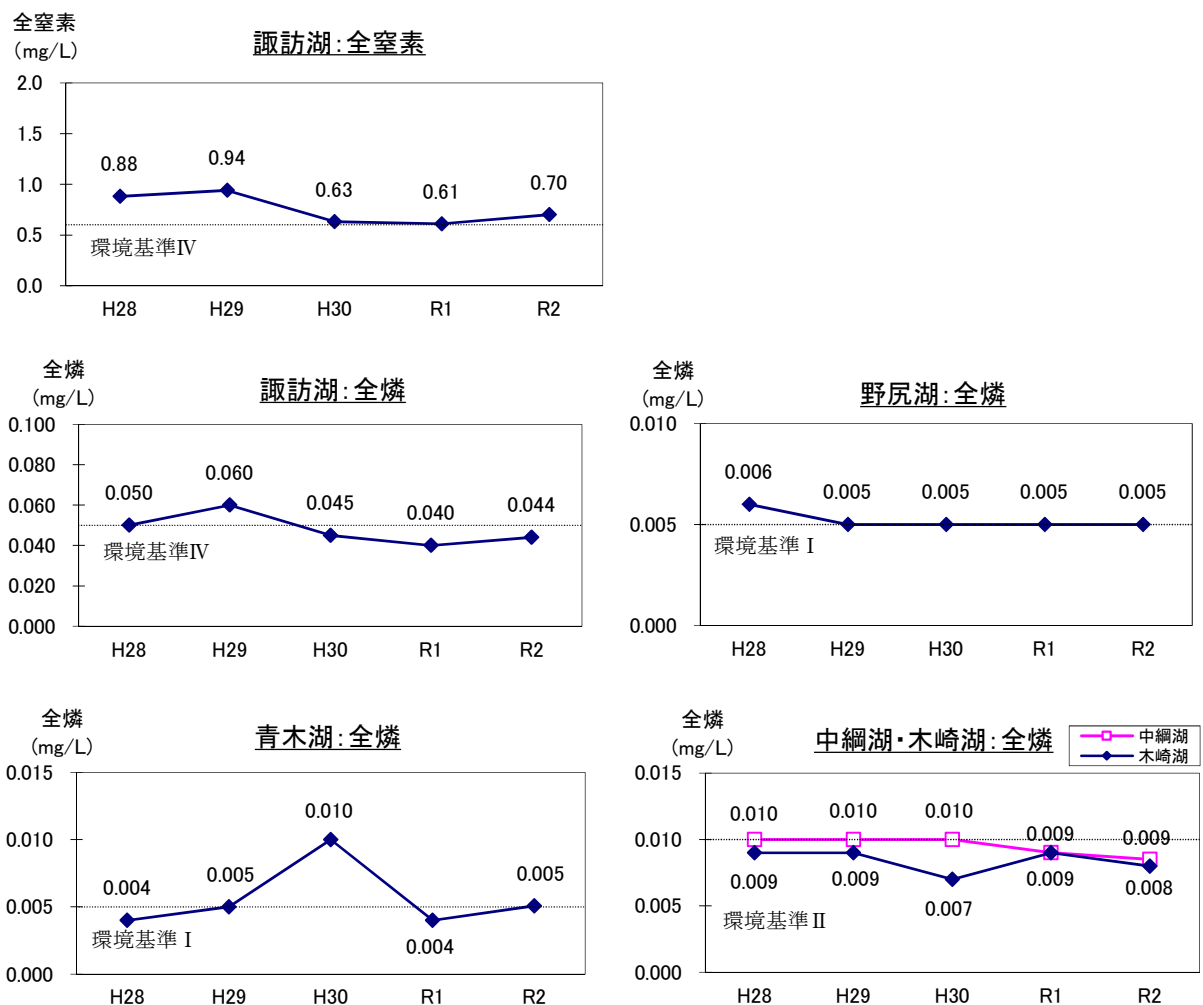 全窒素
(mg/L)
諏訪湖:全窒素
2.0
1.5
1.0
0.5
0.0
0.88
0.94
0.63
0.61
0.70
環境基準Ⅳ
H28
H29
H30
R1
R2
全燐
(mg/L)
諏訪湖:全燐
0.100
0.080
0.060
0.040
0.020
0.000
0.050
0.060
0.045
0.040
0.044
環境基準Ⅳ
H28
H29
H30
R1
R2
全燐
(mg/L)
野尻湖:全燐
0.010
0.005
0.000
0.006
0.005
0.005
0.005
0.005
環境基準Ⅰ
H28
H29
H30
R1
R2
全燐
(mg/L)
青木湖:全燐
0.015
0.010
0.005
0.000
0.004
0.005
0.010
0.004
0.005
環境基準Ⅰ
H28
H29
H30
R1
R2
全燐
(mg/L)
中綱湖・木崎湖:全燐
中綱湖
木崎湖
0.015
0.010
0.005
0.000
0.010
0.010
0.010
0.009
0.009
0.009
0.009
0.007
0.009
0.008
環境基準Ⅱ
H28
H29
H30
R1
R2